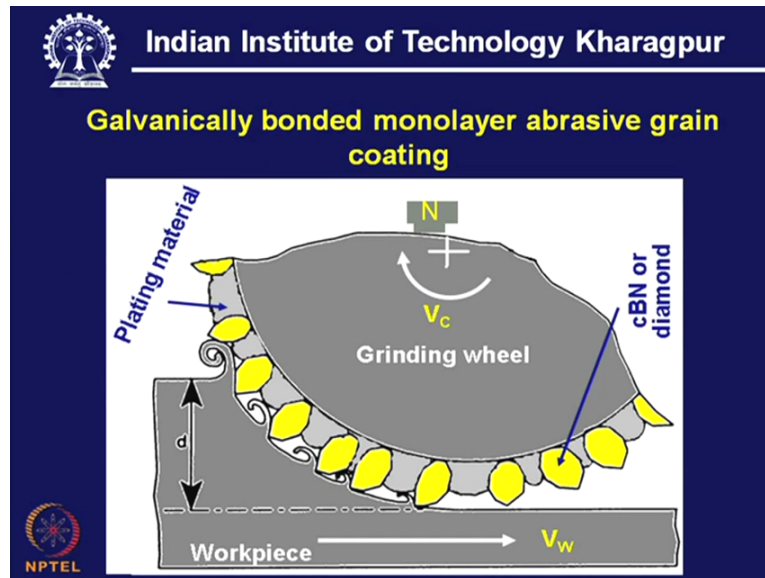 Indian Institute of Technology Kharagpur
Galvanically bonded monolayer abrasive grain
coating
N
Plating material
Vc
cBN or
diamond
Grinding wheel
d
Workpiece
Vw
NPTEL